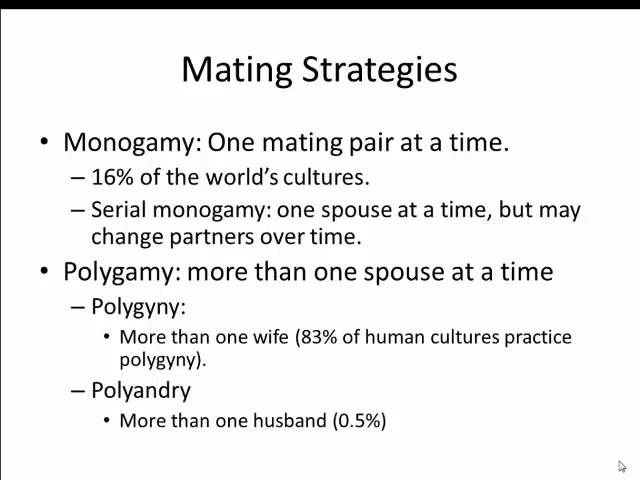 Mating Strategies
• Monogamy: One mating pair at a time.
– 16% of the world's cultures.
– Serial monogamy: one spouse at a time, but may
change partners over time.
• Polygamy: more than one spouse at a time
– Polygyny:
• More than one wife (83% of human cultures practice
polygyny).
– Polyandry
• More than one husband (0.5%)